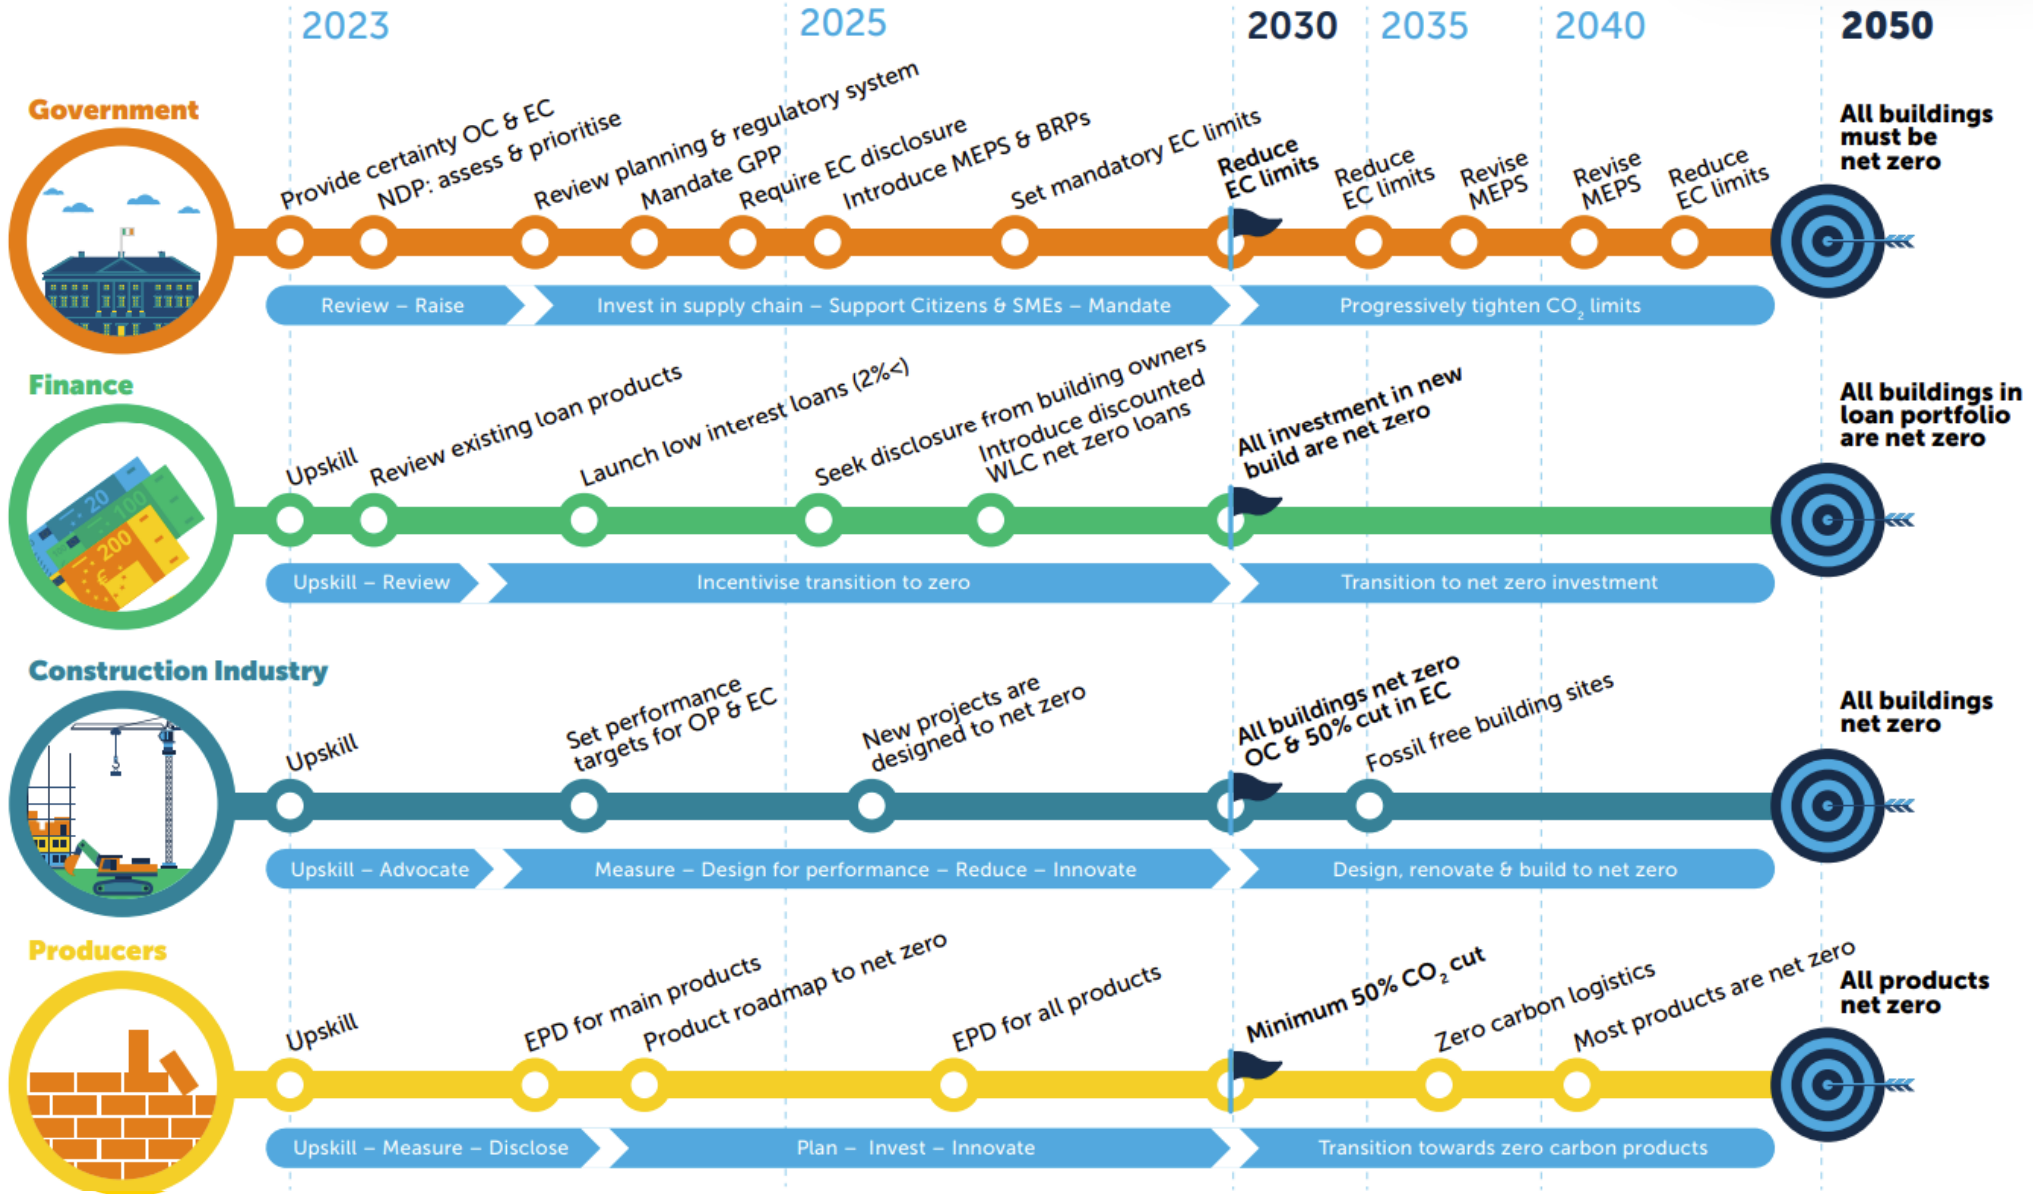 2023
2025
2030
2035
2040
2050
Government
Provide certainty OC & EC
NDP: assess & prioritise
Review planning & regulatory system
Mandate GPP
Require EC disclosure
Introduce MEPS & BRPs
Set mandatory EC limits
Reduce
EC limits
Reduce
EC limits
Revise
MEPS
Revise
MEPS
Reduce
EC limits
All buildings
must be
net zero
Review – Raise
Invest in supply chain – Support Citizens & SMEs – Mandate
Progressively tighten CO₂ limits
Finance
20
100
100
200
€
Upskill
Review existing loan products
Launch low interest loans (2%<)
Seek disclosure from building owners
Introduce discounted
WLC net zero loans
All investment in new
build are net zero
All buildings in
loan portfolio
are net zero
Upskill – Review
Incentivise transition to zero
Transition to net zero investment
Construction Industry
Upskill
Set performance
targets for OP & EC
New projects are
designed to net zero
All buildings net zero
OC & 50% cut in EC
Fossil free building sites
All buildings
net zero
Upskill – Advocate
Measure – Design for performance – Reduce – Innovate
Design, renovate & build to net zero
Producers
Upskill
EPD for main products
Product roadmap to net zero
EPD for all products
Minimum 50% CO₂ cut
Zero carbon logistics
Most products are net zero
All products
net zero
Upskill – Measure – Disclose
Plan – Invest – Innovate
Transition towards zero carbon products